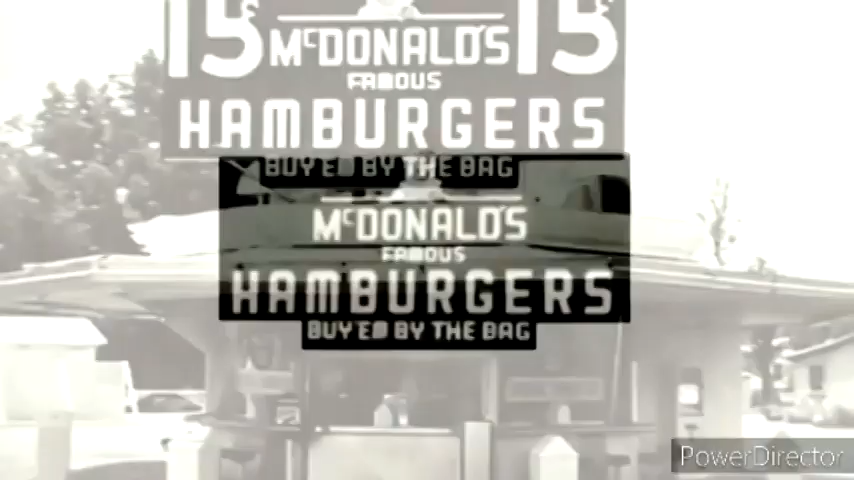 15¢ McDONALD'S 15
FAMOUS
HAMBURGERS
BUY'EM BY THE BAG
McDONALD'S
FAMOUS
HAMBURGERS
BUY'EM BY THE BAG
PowerDirector